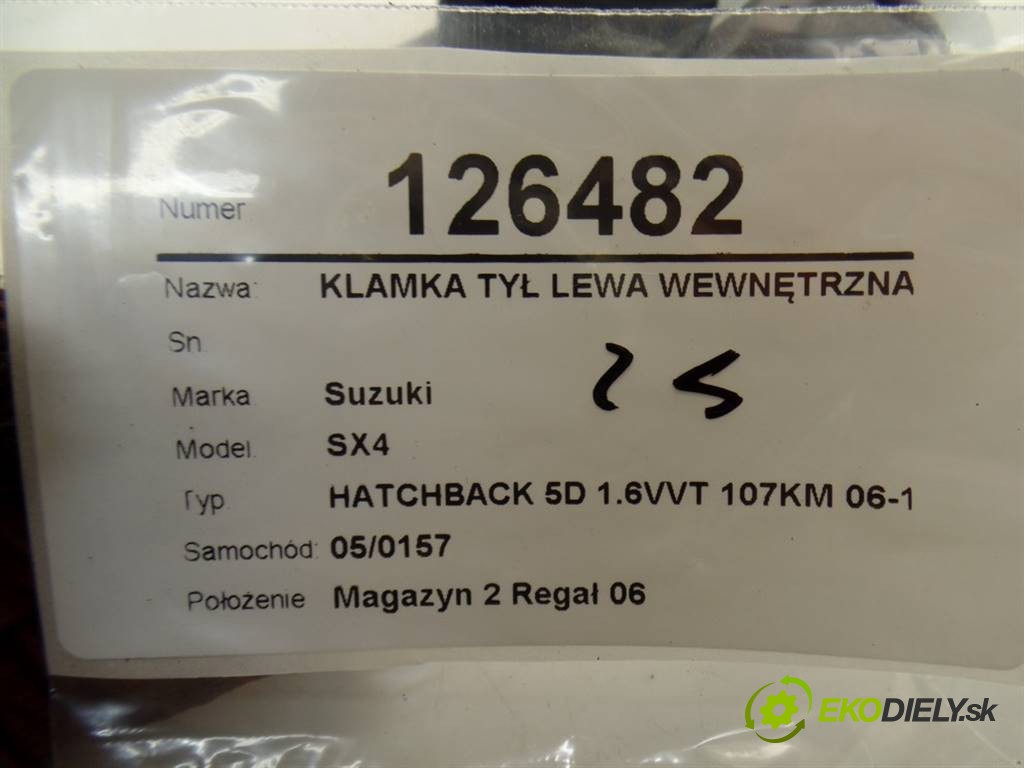 Numer 126482
Nazwa: KLAMKA TYŁ LEWA WEWNĘTRZNA
Sn
25
Marka Suzuki
Model. SX4
Typ HATCHBACK 5D 1.6VVT 107KM 06-1
Samochód: 05/0157
Położenie Magazyn 2 Regał 06
EKODIELY.sk